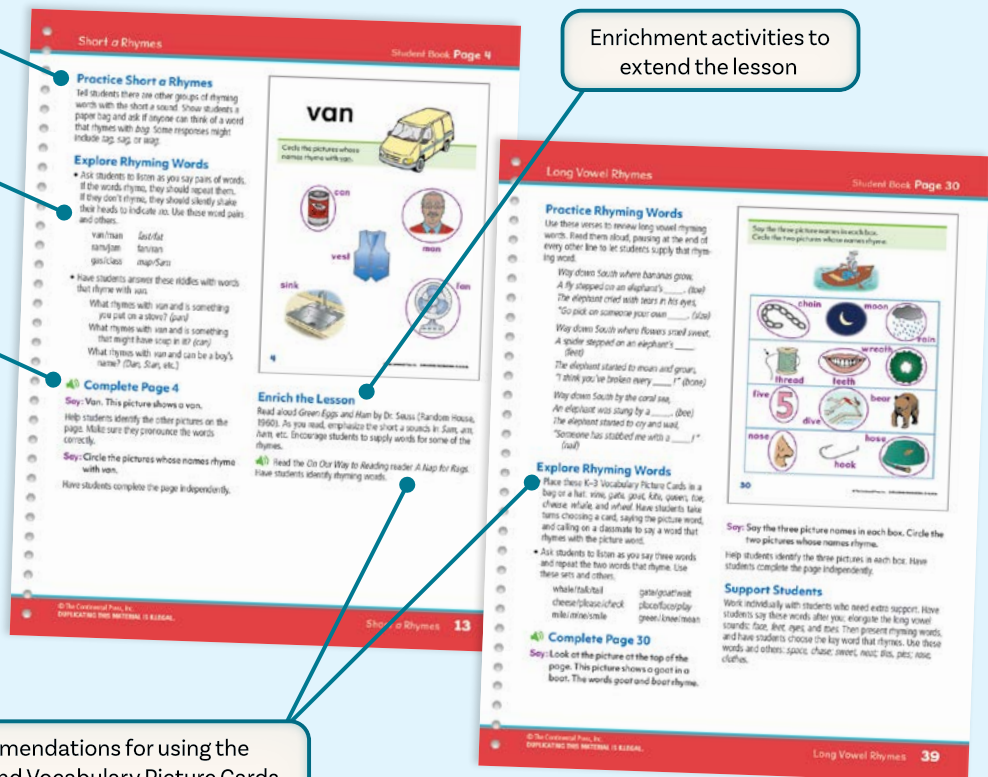 Enrichment activities to
extend the lesson
Short a Rhymes
Student Book Page 4
Practice Short a Rhymes
Tell students there are other groups of rhyming
words with the short a sound. Show students a
paper bag and ask if anyone can think of a word
that rhymes with bag. Some responses might
include tag, sag, or wag.
Explore Rhyming Words
• Ask students to listen as you say pairs of words.
If the words rhyme, they should repeat them.
If they don't rhyme, they should silently shake
their heads to indicate no. Use these word pairs
and others.
van/man fast/fat
ram/jam fan/van
gas/class map/Sam
• Have students answer these riddles with words
that rhyme with van.
What rhymes with van and is something
you put on a stove? (pan)
What rhymes with van and is something
that might have soup in it? (can)
What rhymes with van and can be a boy's
name? (Dan, Stan, etc.)
Complete Page 4
Say: Van. This picture shows a van.
Help students identify the other pictures on the
page. Make sure they pronounce the words
correctly.
Say: Circle the pictures whose names rhyme
with van.
Have students complete the page independently.
van
Circle the pictures whose
names rhyme with van.
can
man
vest
sink
fan
4
Enrich the Lesson
Read aloud Green Eggs and Ham by Dr. Seuss (Random House,
1960). As you read, emphasize the short a sounds in Sam, am,
ham, etc. Encourage students to supply words for some of the
rhymes.
Read the On Our Way to Reading reader A Nap for Rags.
Have students identify rhyming words.
© The Continental Press, Inc.
DUPLICATING THIS MATERIAL IS ILLEGAL.
Short a Rhymes 13
Long Vowel Rhymes
Student Book Page 30
Practice Rhyming Words
Use these verses to review long vowel rhyming
words. Read them aloud, pausing at the end of
every other line to let students supply that rhym-
ing word.
Way down South where bananas grow,
A fly stepped on an elephant's ____. (toe)
The elephant cried with tears in his eyes,
"Go pick on someone your own ____. (size)
Way down South where flowers smell sweet,
A spider stepped on an elephant's ____
(feet)
The elephant started to moan and groan,
"I think you've broken every ____!" (bone)
Way down South by the coral sea,
An elephant was stung by a ____. (bee)
The elephant started to cry and wail,
"Someone has stabbed me with a ____!"
(nail)
Explore Rhyming Words
• Place these K–3 Vocabulary Picture Cards in a
bag or a hat: vine, gate, goat, kite, queen, toe,
cheese, whale, and wheel. Have students take
turns choosing a card, saying the picture word,
and calling on a classmate to say a word that
rhymes with the picture word.
• Ask students to listen as you say three words
and repeat the two words that rhyme. Use
these sets and others.
whale/talk/tail gate/goat/wait
cheese/please/check place/face/play
mile/mine/smile green/knee/mean
Complete Page 30
Say: Look at the picture at the top of the
page. This picture shows a goat in a
boat. The words goat and boat rhyme.
Say the three picture names in each box.
Circle the two pictures whose names rhyme.
chain
moon
rain
thread
teeth
wreath
five
dive
bear
nose
hook
hose
30
Say: Say the three picture names in each box. Circle the
two pictures whose names rhyme.
Help students identify the three pictures in each box. Have
students complete the page independently.
Support Students
Work individually with students who need extra support. Have
students say these words after you; elongate the long vowel
sounds: face, feet, eyes, and toes. Then present rhyming words,
and have students choose the key word that rhymes. Use these
words and others: space, chase; sweet, neat; ties, pies; nose,
clothes.
© The Continental Press, Inc.
DUPLICATING THIS MATERIAL IS ILLEGAL.
Long Vowel Rhymes 39
mendations for using the
nd Vocabulary Picture Cards